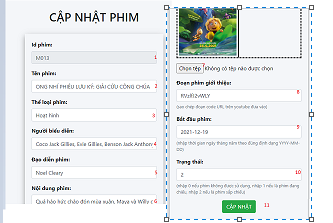 CẬP NHẬT PHIM
Id phim:
M013 1
Tên phim:
ONG NHÍ PHIÊU LƯU KÝ: GIẢI CỨU CÔNG CHÚA 2
Thể loại phim:
Hoạt hình 3
Người biểu diễn:
Coco Jack Gillies, Evie Gillies, Benson Jack Anthony 4
Đạo diễn phim:
Noel Cleary 5
Nội dung phim:
Quá háo hức chào đón mùa xuân, Maya và Willy 6
Chọn tệp Không có tệp nào được chọn
Đoạn phim giới thiệu:
8
(sao chép đoạn code URL trên youtube đưa vào)
Bắt đầu phim:
2021-12-19 9
(nhập thời gian ngày tháng năm theo đúng định dạng YYYY-MM-
DD)
Trạng thái:
2 10
(nhập 0 nếu phim không được sử dụng, nhập 1 nếu là phim đang
chiếu, nhập 2 nếu là phim sắp chiếu)
CẬP NHẬT 11